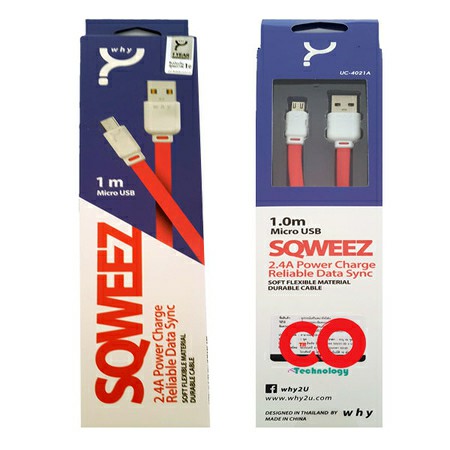 why
1 YEAR
1 m
Micro USB
SQWEEZ
2.4A Power Charge
Reliable Data Sync
SOFT FLEXIBLE MATERIAL
DURABLE CABLE
UC-4021A
1.0m
Micro USB
SQWEEZ
2.4A Power Charge
Reliable Data Sync
SOFT FLEXIBLE MATERIAL
DURABLE CABLE
CO
Technology
why2U
www.why2u.com
DESIGNED IN THAILAND BY why
MADE IN CHINA